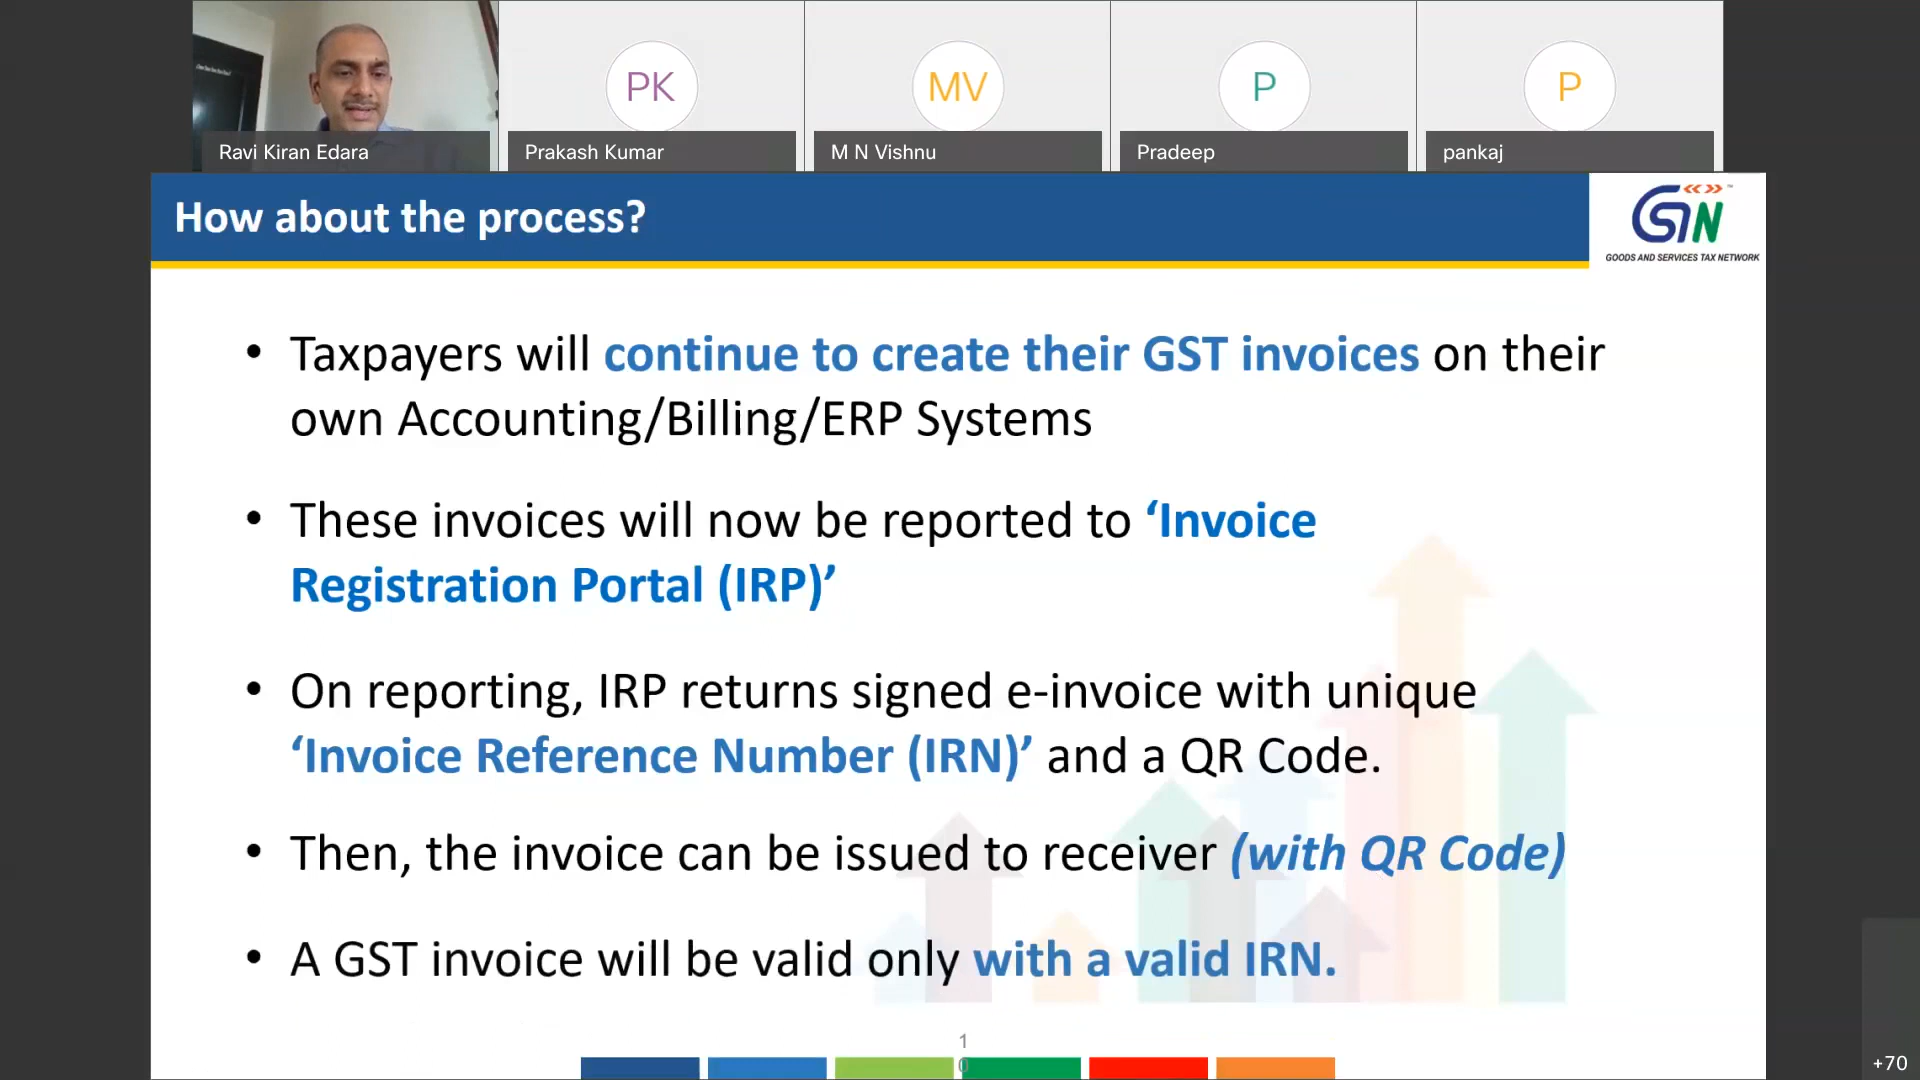 PK
MV
P
P
Ravi Kiran Edara
Prakash Kumar
M N Vishnu
Pradeep
pankaj
How about the process?
GSTN
GOODS AND SERVICES TAX NETWORK
• Taxpayers will continue to create their GST invoices on their
own Accounting/Billing/ERP Systems
• These invoices will now be reported to ‘Invoice
Registration Portal (IRP)’
• On reporting, IRP returns signed e-invoice with unique
‘Invoice Reference Number (IRN)’ and a QR Code.
• Then, the invoice can be issued to receiver (with QR Code)
• A GST invoice will be valid only with a valid IRN.
1
0
+70